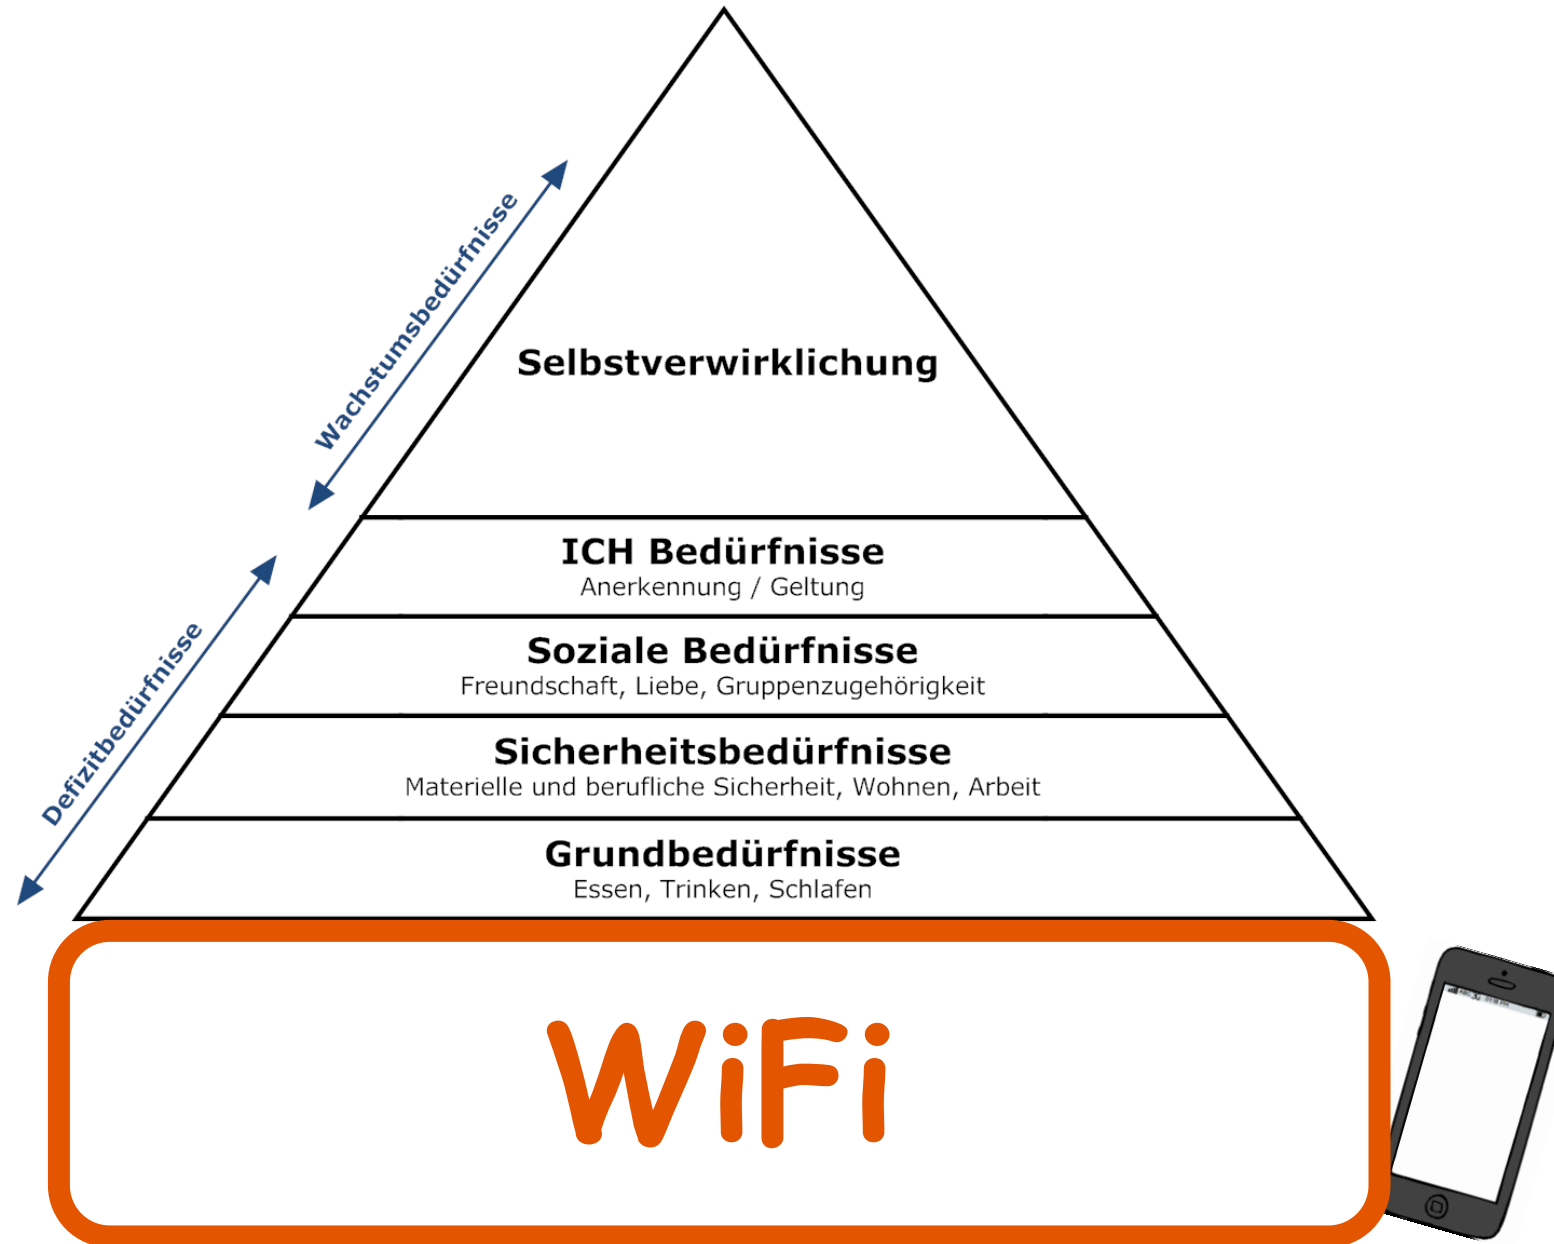 Wachstumsbedürfnisse
Selbstverwirklichung
Defizitbedürfnisse
ICH Bedürfnisse
Anerkennung / Geltung
Soziale Bedürfnisse
Freundschaft, Liebe, Gruppenzugehörigkeit
Sicherheitsbedürfnisse
Materielle und berufliche Sicherheit, Wohnen, Arbeit
Grundbedürfnisse
Essen, Trinken, Schlafen
WiFi